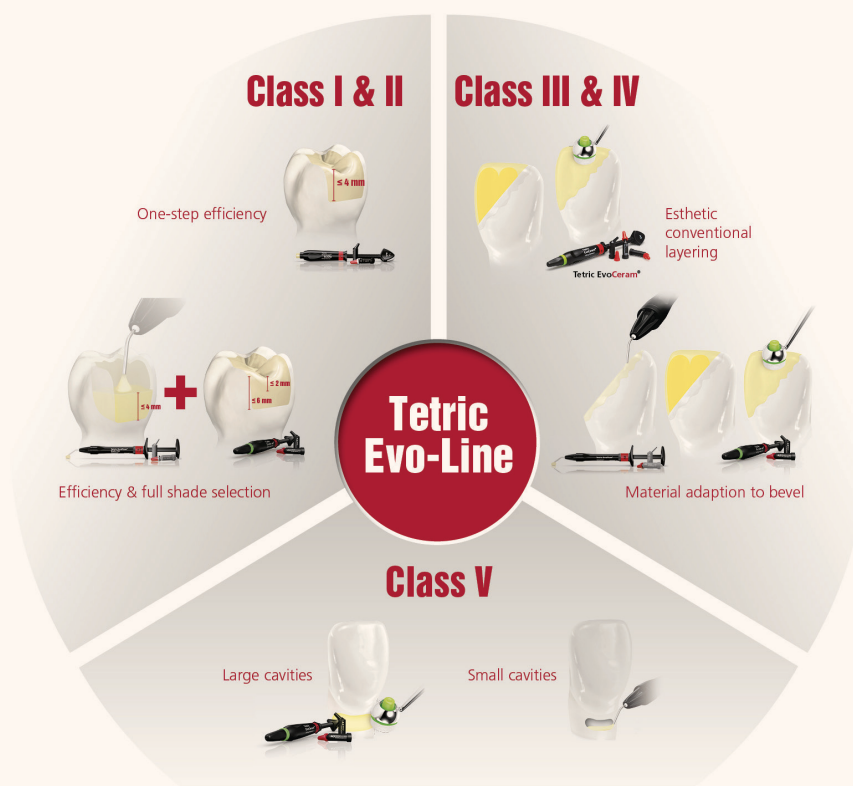 Class I & II
≤ 4 mm
One-step efficiency
≤ 4 mm
+
≤ 2 mm
≤ 6 mm
Efficiency & full shade selection
Class III & IV
Esthetic
conventional
layering
Tetric EvoCeram®
Material adaption to bevel
Tetric
Evo-Line
Class V
Large cavities
Small cavities